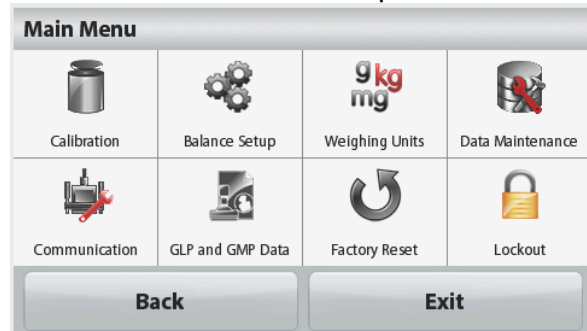 Main Menu
g kg
mg
Calibration
Balance Setup
Weighing Units
Data Maintenance
Communication
GLP and GMP Data
Factory Reset
Lockout
Back
Exit